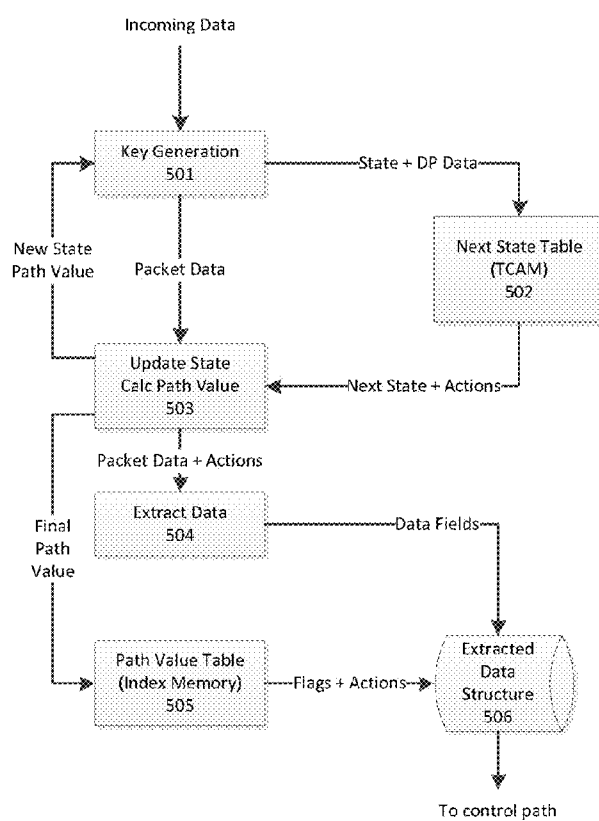 Incoming Data
Key Generation
501
State + DP Data
Next State Table
(TCAM)
502
New State
Path Value
Packet Data
Update State
Calc Path Value
503
Next State + Actions
Packet Data + Actions
Extract Data
504
Data Fields
Final
Path
Value
Path Value Table
(Index Memory)
505
Flags + Actions
Extracted
Data
Structure
506
To control path